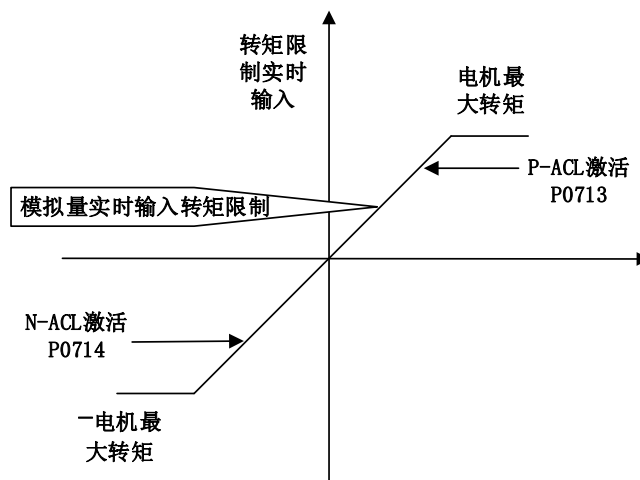 转矩限
制实时
输入
电机最
大转矩
P-ACL激活
P0713
模拟量实时输入转矩限制
N-ACL激活
P0714
—电机最
大转矩